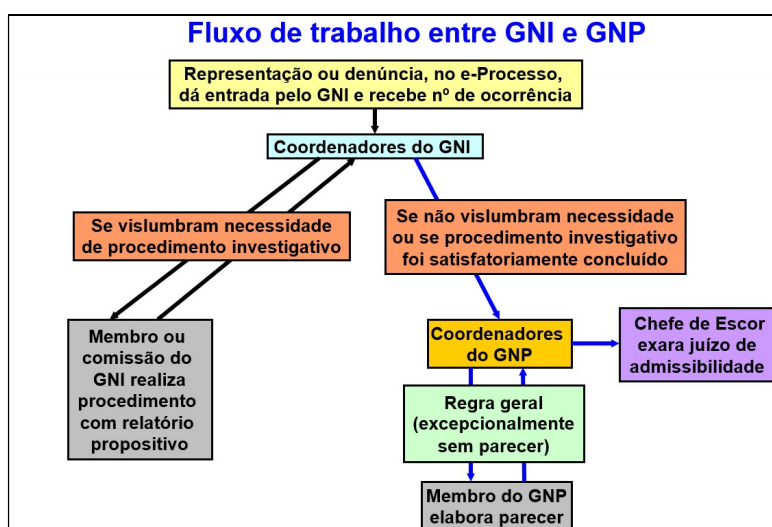 Fluxo de trabalho entre GNI e GNP
Representação ou denúncia, no e-Processo,
dá entrada pelo GNI e recebe nº de ocorrência
Coordenadores do GNI
Se vislumbram necessidade
de procedimento investigativo
Se não vislumbram necessidade
ou se procedimento investigativo
foi satisfatoriamente concluído
Membro ou
comissão do
GNI realiza
procedimento
com relatório
propositivo
Coordenadores
do GNP
Chefe de Escor
exara juízo de
admissibilidade
Regra geral
(excepcionalmente
sem parecer)
Membro do GNP
elabora parecer